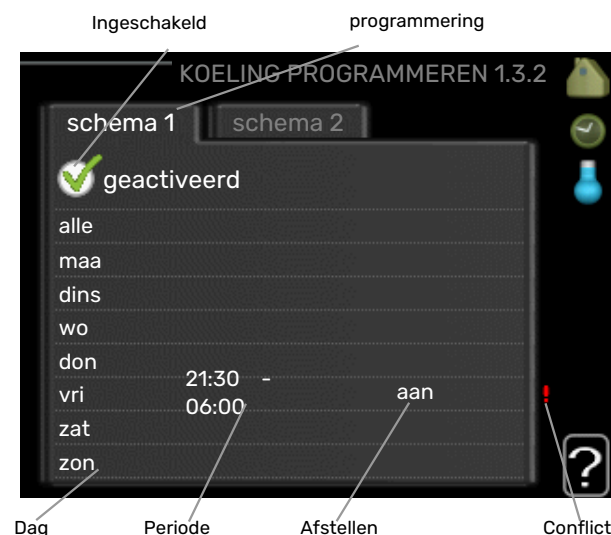 Ingeschakeld
programmering
KOELING PROGRAMMEREN 1.3.2
schema 1
schema 2
geactiveerd
alle
maa
dins
wo
don
vri
21:30 -
06:00
aan
!
zat
zon
?
Dag
Periode
Afstellen
Conflict